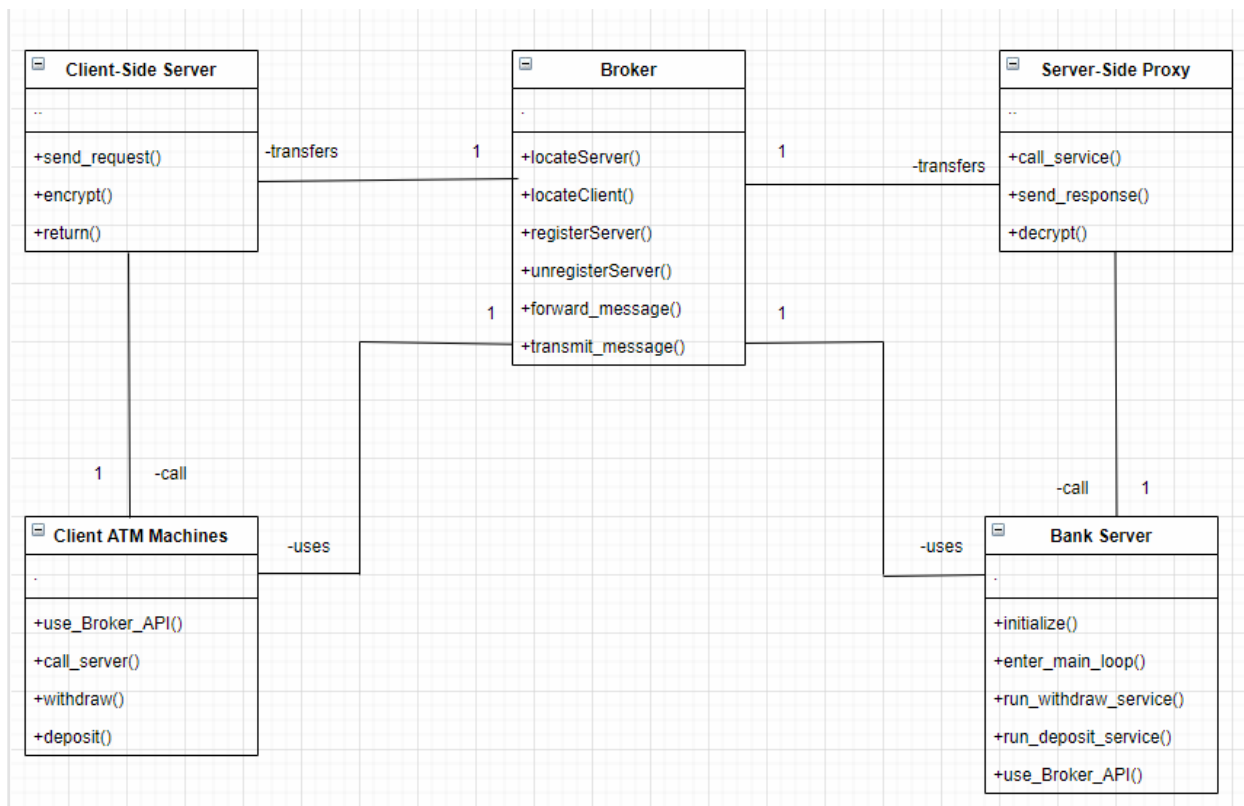 Client-Side Server
..
+send_request()
+encrypt()
+return()
-transfers
1
Broker
.
+locateServer()
+locateClient()
+registerServer()
+unregisterServer()
+forward_message()
+transmit_message()
1
-transfers
Server-Side Proxy
..
+call_service()
+send_response()
+decrypt()
1
1
1
-call
-call
1
Client ATM Machines
.
+use_Broker_API()
+call_server()
+withdraw()
+deposit()
-uses
-uses
Bank Server
.
+initialize()
+enter_main_loop()
+run_withdraw_service()
+run_deposit_service()
+use_Broker_API()